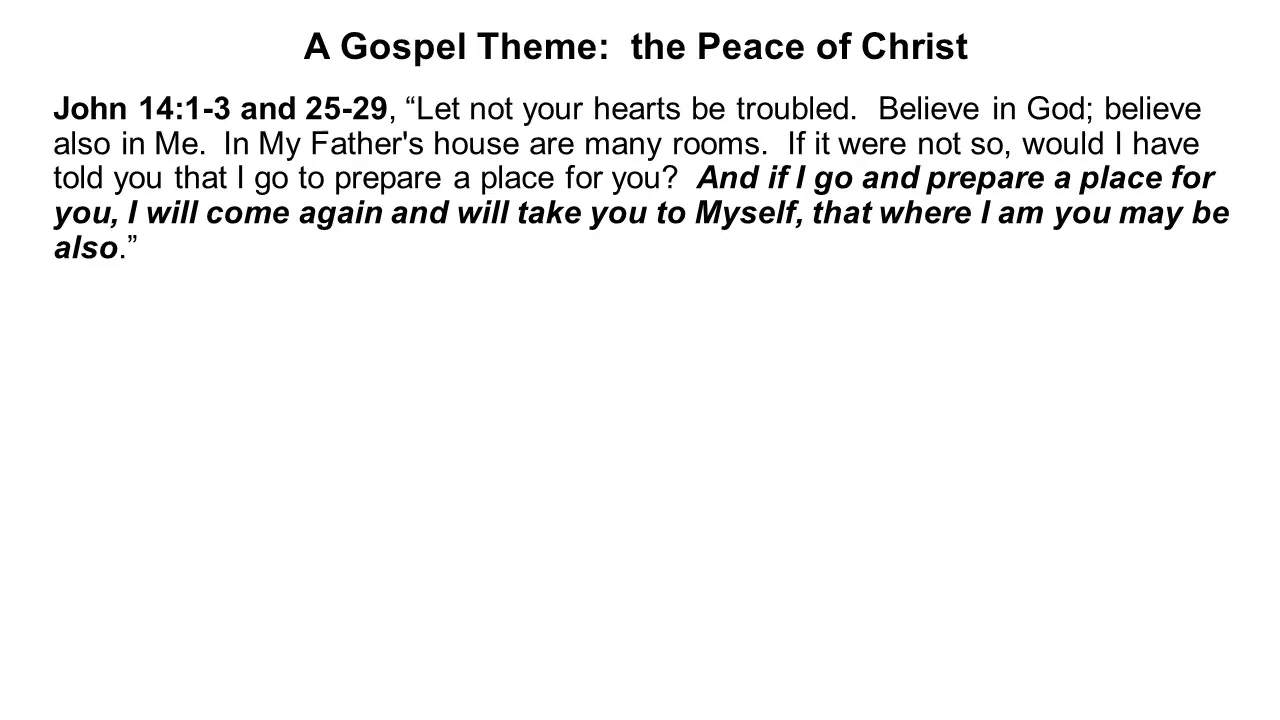 A Gospel Theme:  the Peace of Christ
John 14:1-3 and 25-29, “Let not your hearts be troubled.  Believe in God; believe
also in Me.  In My Father's house are many rooms.  If it were not so, would I have
told you that I go to prepare a place for you?  And if I go and prepare a place for
you, I will come again and will take you to Myself, that where I am you may be
also.”